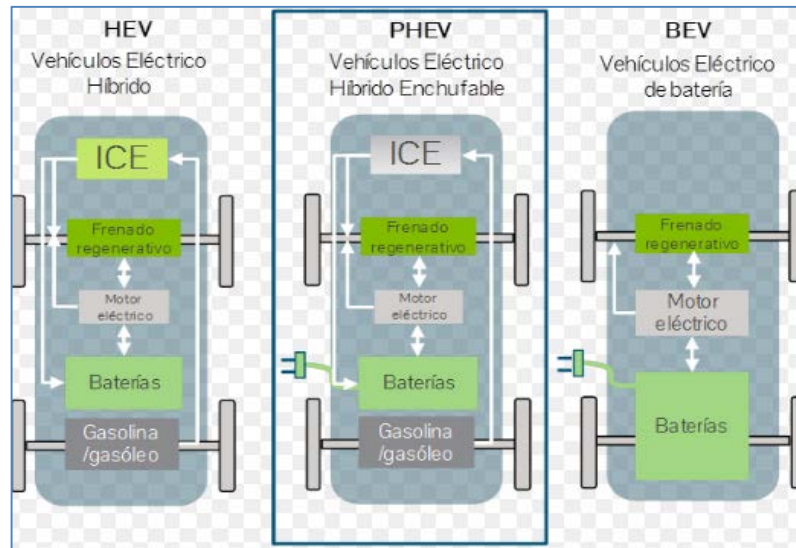 HEV
Vehículos Eléctrico
Híbrido
ICE
Frenado
regenerativo
Motor
eléctrico
Baterías
Gasolina
/gasóleo
PHEV
Vehículos Eléctrico
Híbrido Enchufable
ICE
Frenado
regenerativo
Motor
eléctrico
Baterías
Gasolina
/gasóleo
BEV
Vehículos Eléctrico
de batería
Frenado
regenerativo
Motor
eléctrico
Baterías